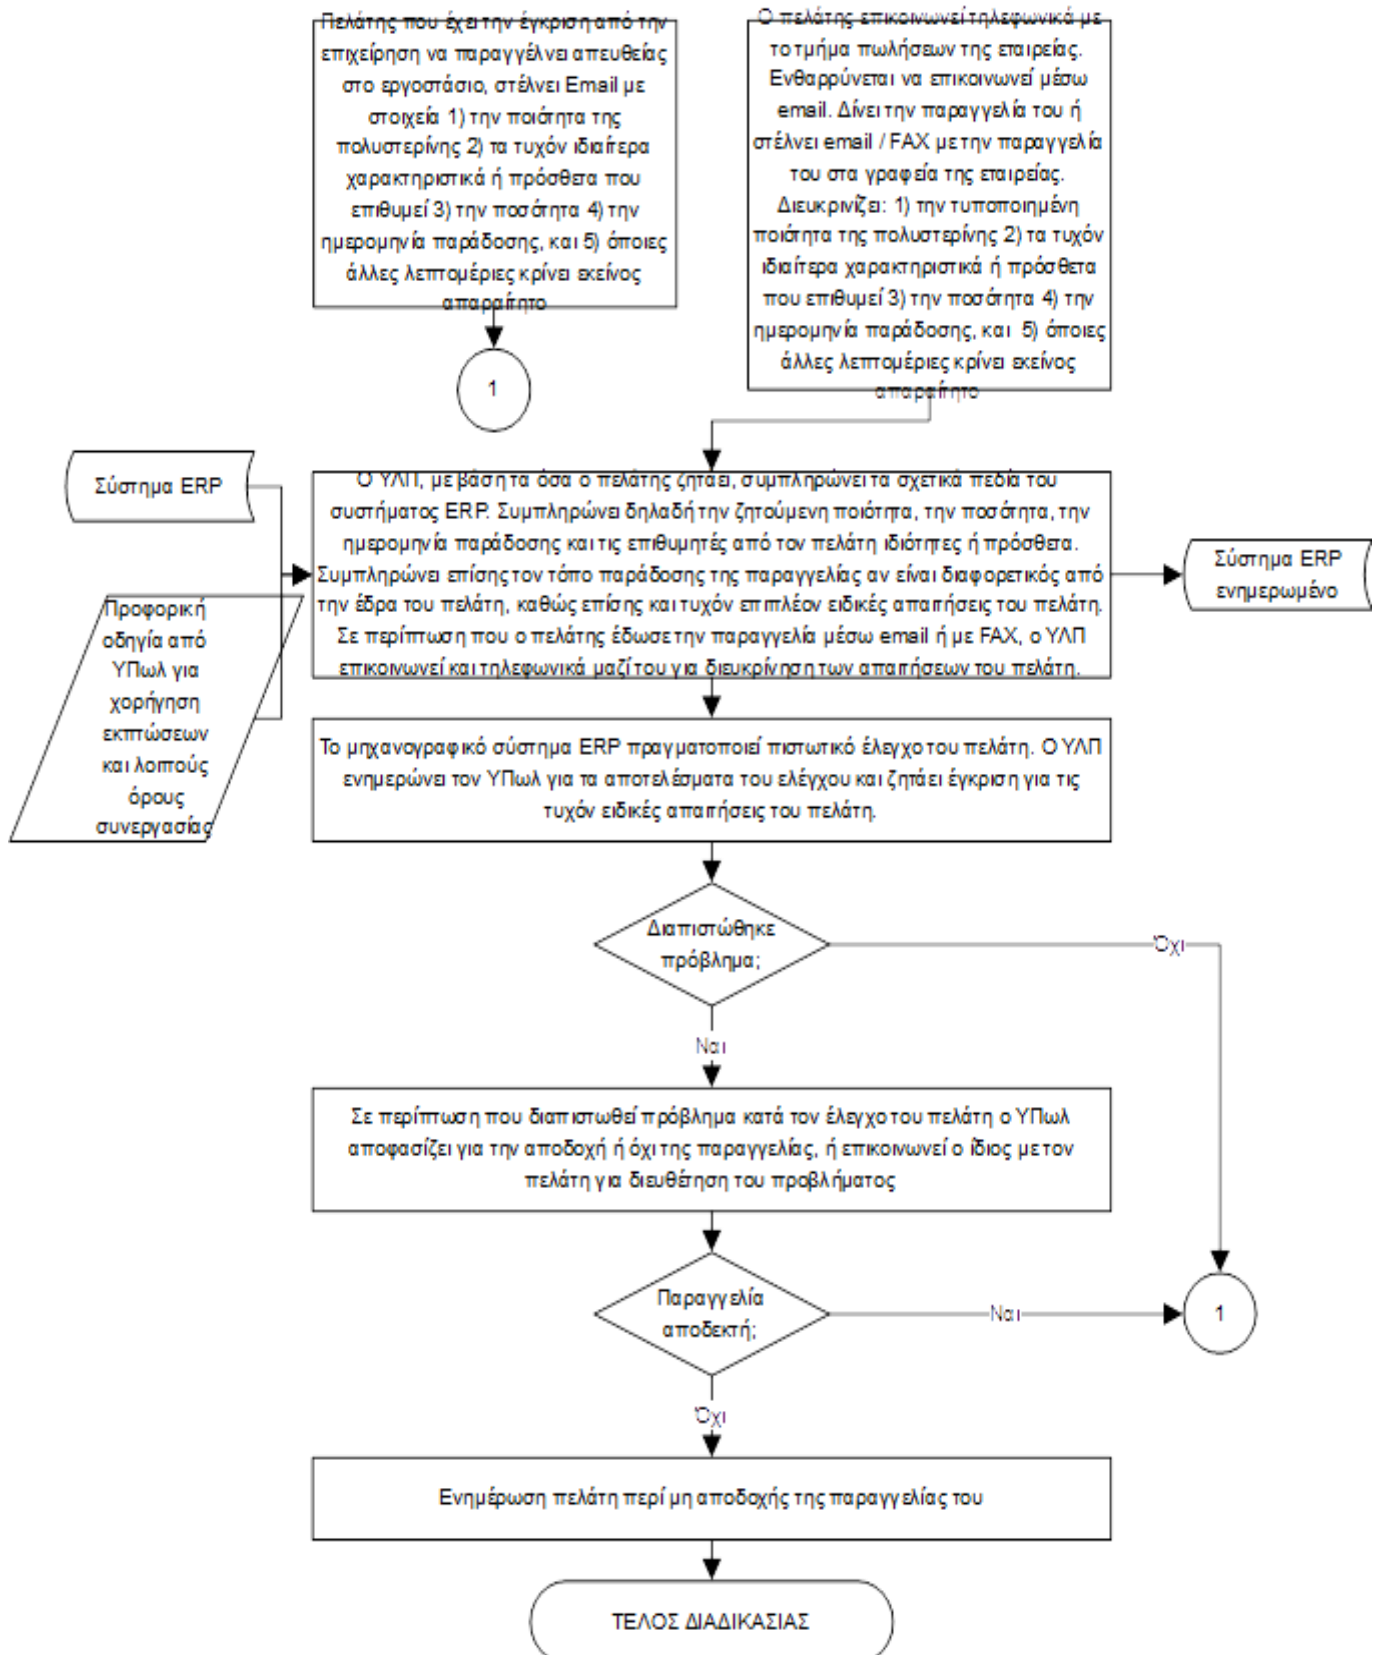 Πελάτης που έχει την έγκριση από την
επιχείρηση να παραγγέλνει απευθείας
στο εργοστάσιο, στέλνει Email με
στοιχεία 1) την ποιότητα της
πολυστερίνης 2) τα τυχόν ιδιαίτερα
χαρακτηριστικά ή πρόσθετα που
επιθυμεί 3) την ποσότητα 4) την
ημερομηνία παράδοσης, και 5) όποιες
άλλες λεπτομέριες κρίνει εκείνος
απαραίτητο
Ο πελάτης επικοινωνεί τηλεφωνικά με
το τμήμα πωλήσεων της εταιρείας.
Ενθαρρύνεται να επικοινωνεί μέσω
email. Δίνει την παραγγελία του ή
στέλνει email / FAX με την παραγγελία
του στα γραφεία της εταιρείας.
Διευκρινίζει: 1) την τυποποιημένη
ποιότητα της πολυστερίνης 2) τα τυχόν
ιδιαίτερα χαρακτηριστικά ή πρόσθετα
που επιθυμεί 3) την ποσότητα 4) την
ημερομηνία παράδοσης, και 5) όποιες
άλλες λεπτομέριες κρίνει εκείνος
απαραίτητο
1
Σύστημα ERP
Ο ΥΛΠ, με βάση τα όσα ο πελάτης ζητάει, συμπληρώνει τα σχετικά πεδία του
συστήματος ERP. Συμπληρώνει δηλαδή την ζητούμενη ποιότητα, την ποσότητα, την
ημερομηνία παράδοσης και τις επιθυμητές από τον πελάτη ιδιότητες ή πρόσθετα.
Συμπληρώνει επίσης τον τόπο παράδοσης της παραγγελίας αν είναι διαφορετικός από
την έδρα του πελάτη, καθώς επίσης και τυχόν επιπλέον ειδικές απαιτήσεις του πελάτη.
Σε περίπτωση που ο πελάτης έδωσε την παραγγελία μέσω email ή με FAX, ο ΥΛΠ
επικοινωνεί και τηλεφωνικά μαζί του για διευκρίνηση των απαιτήσεων του πελάτη.
Σύστημα ERP
ενημερωμένο
Προφορική
οδηγία από
ΥΠωλ για
χορήγηση
εκπτώσεων
και λοιπούς
όρους
συνεργασίας
Το μηχανογραφικό σύστημα ERP πραγματοποιεί πιστωτικό έλεγχο του πελάτη. Ο ΥΛΠ
ενημερώνει τον ΥΠωλ για τα αποτελέσματα του ελέγχου και ζητάει έγκριση για τις
τυχόν ειδικές απαιτήσεις του πελάτη.
Διαπιστώθηκε
πρόβλημα;
Όχι
Ναι
Σε περίπτωση που διαπιστωθεί πρόβλημα κατά τον έλεγχο του πελάτη ο ΥΠωλ
αποφασίζει για την αποδοχή ή όχι της παραγγελίας, ή επικοινωνεί ο ίδιος με τον
πελάτη για διευθέτηση του προβλήματος
Παραγγελία
αποδεκτή;
Ναι
1
Όχι
Ενημέρωση πελάτη περί μη αποδοχής της παραγγελίας του
ΤΕΛΟΣ ΔΙΑΔΙΚΑΣΙΑΣ